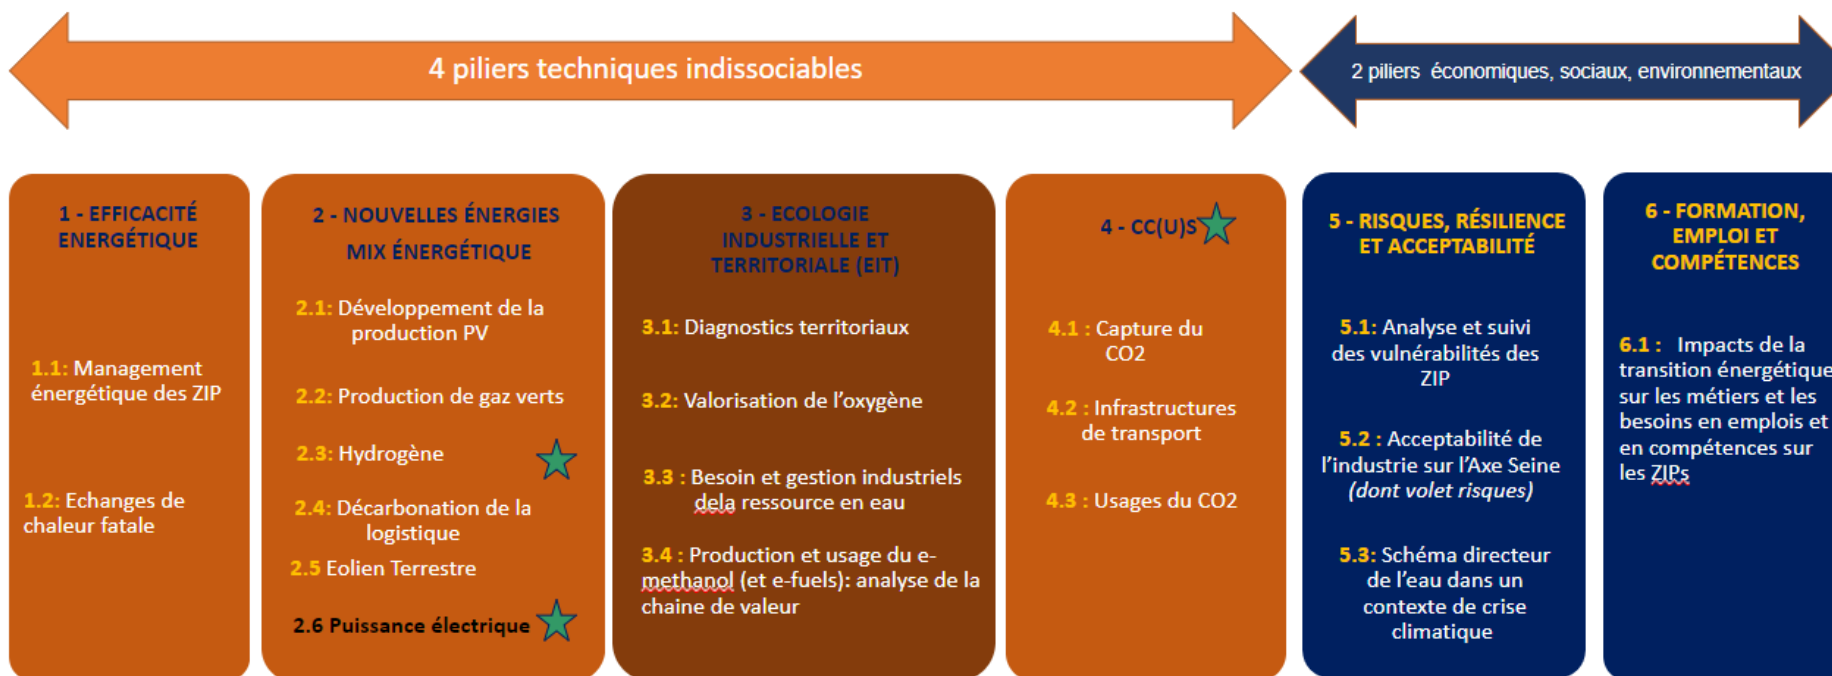 4 piliers techniques indissociables
2 piliers économiques, sociaux, environnementaux
1 - EFFICACITÉ
ENERGÉTIQUE
1.1: Management
énergétique des ZIP
1.2: Echanges de
chaleur fatale
2 - NOUVELLES ÉNERGIES
MIX ÉNERGÉTIQUE
2.1: Développement de la
production PV
2.2: Production de gaz verts
2.3: Hydrogène
2.4: Décarbonation de la
logistique
2.5 Eolien Terrestre
2.6 Puissance électrique
3 - ECOLOGIE
INDUSTRIELLE ET
TERRITORIALE (EIT)
3.1: Diagnostics territoriaux
3.2: Valorisation de l'oxygène
3.3 : Besoin et gestion industriels
dela ressource en eau
3.4 : Production et usage du e-
methanol (et e-fuels): analyse de la
chaine de valeur
4 - CC(U)S
4.1 : Capture du
CO2
4.2 : Infrastructures
de transport
4.3 : Usages du CO2
5 - RISQUES, RÉSILIENCE
ET ACCEPTABILITÉ
5.1: Analyse et suivi
des vulnérabilités des
ZIP
5.2 : Acceptabilité de
l'industrie sur l'Axe Seine
(dont volet risques)
5.3: Schéma directeur
de l'eau dans un
contexte de crise
climatique
6 - FORMATION,
EMPLOI ET
COMPÉTENCES
6.1 : Impacts de la
transition énergétique
sur les métiers et les
besoins en emplois et
en compétences sur
les ZIPs